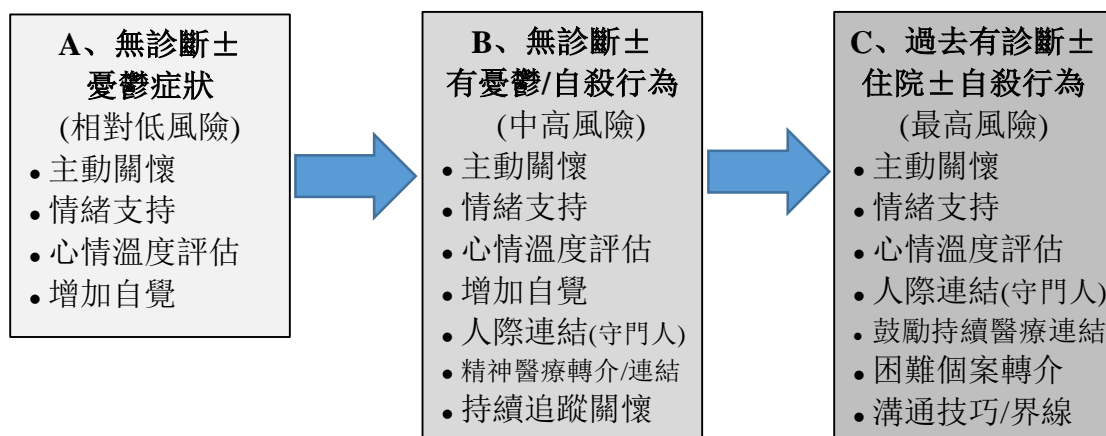 A、無診斷±
憂鬱症狀
(相對低風險)
• 主動關懷
• 情緒支持
• 心情溫度評估
• 增加自覺
B、無診斷±
有憂鬱/自殺行為
(中高風險)
• 主動關懷
• 情緒支持
• 心情溫度評估
• 增加自覺
• 人際連結(守門人)
• 精神醫療轉介/連結
• 持續追蹤關懷
C、過去有診斷±
住院±自殺行為
(最高風險)
• 主動關懷
• 情緒支持
• 心情溫度評估
• 人際連結(守門人)
• 鼓勵持續醫療連結
• 困難個案轉介
• 溝通技巧/界線